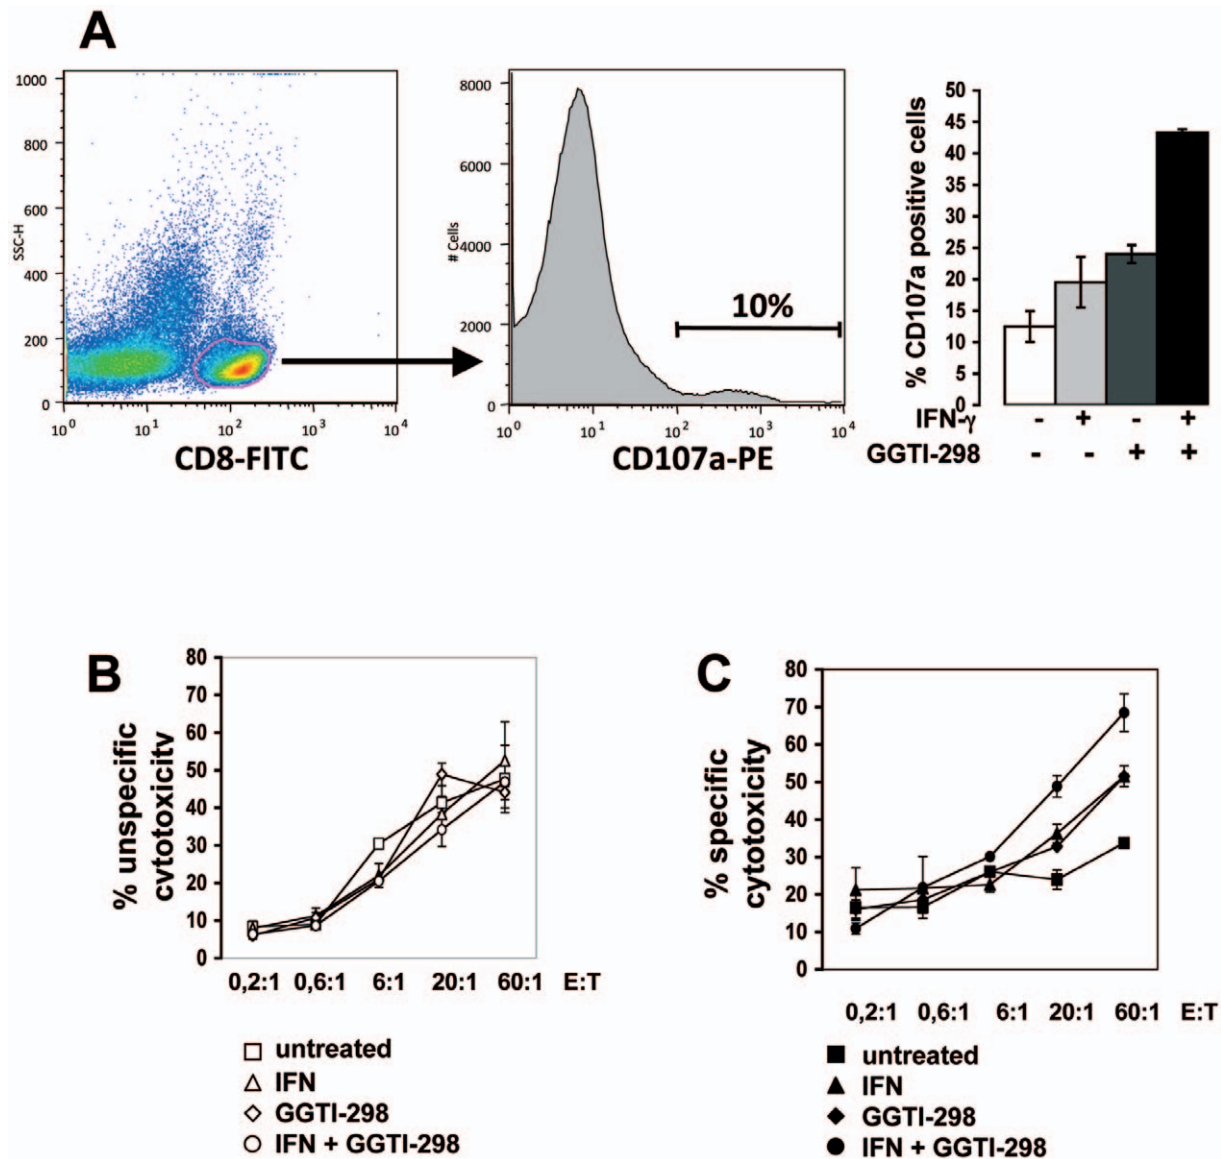 A
1000
800
600
400
200
0
SSC-H
10^0 10^1 10^2 10^3 10^4
CD8-FITC
8000
6000
4000
2000
0
# Cells
10%
10^0 10^1 10^2 10^3 10^4
CD107a-PE
50
45
40
35
30
25
20
15
10
5
0
% CD107a positive cells
IFN-γ - + - +
GGTI-298 - - + +
B
80
70
60
50
40
30
20
10
0
% unspecific
cytotoxicity
0,2:1 0,6:1 6:1 20:1 60:1 E:T
untreated
IFN
GGTI-298
IFN + GGTI-298
C
80
70
60
50
40
30
20
10
0
% specific
cytotoxicity
0,2:1 0,6:1 6:1 20:1 60:1 E:T
untreated
IFN
GGTI-298
IFN + GGTI-298